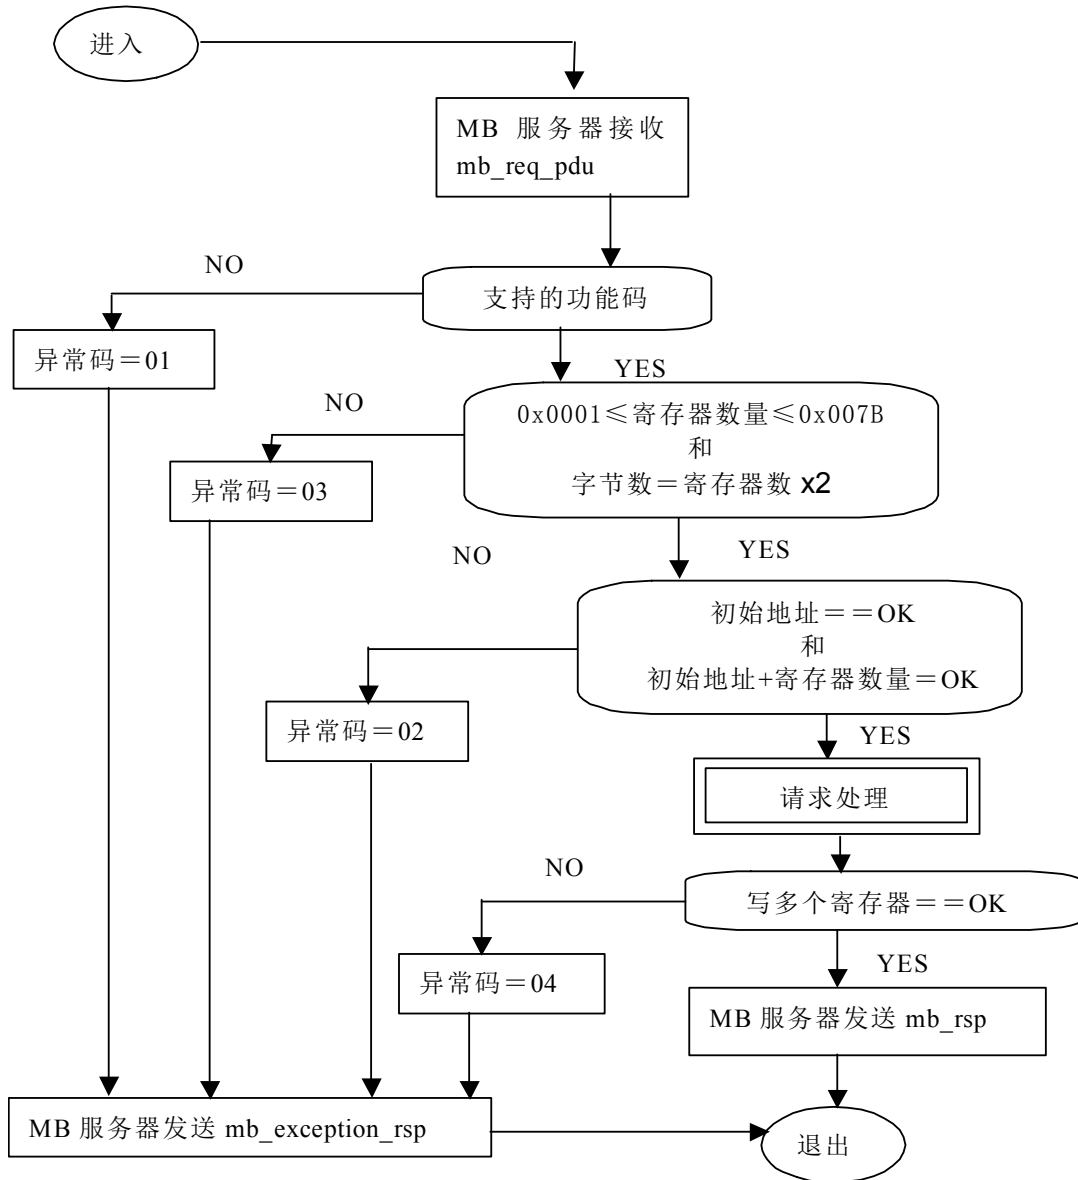 进入
MB 服务器接收
mb_req_pdu
NO
支持的功能码
异常码＝01
YES
NO
0x0001≤寄存器数量≤0x007B
和
字节数＝寄存器数 x2
异常码＝03
NO
YES
初始地址＝＝OK
和
初始地址+寄存器数量＝OK
异常码＝02
YES
请求处理
NO
写多个寄存器＝＝OK
异常码＝04
YES
MB 服务器发送 mb_rsp
MB 服务器发送 mb_exception_rsp
退出